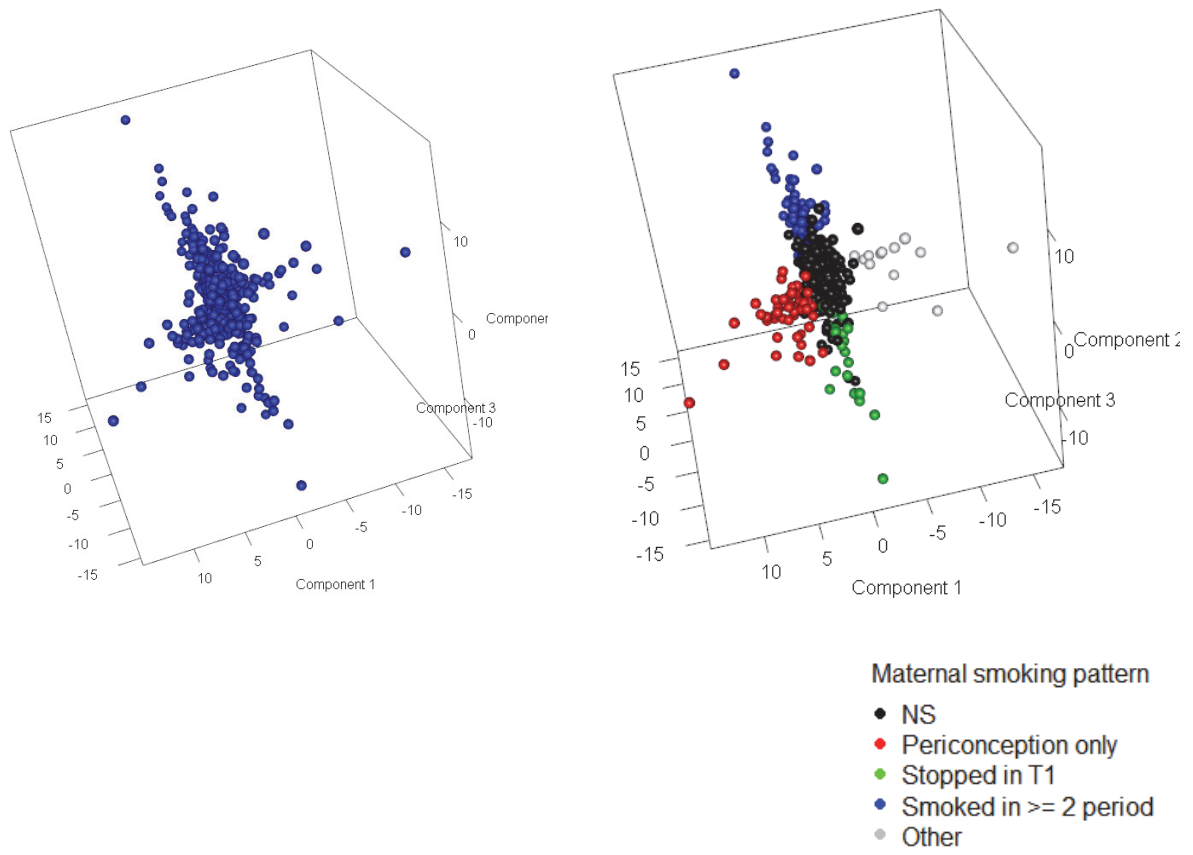 10
0
-10
Componer
Component 3
15
10
5
0
-5
-10
-15
10
5
0
-5
-10
-15
Component 1
10
0
-10
Component 2
Component 3
15
10
5
0
-5
-10
-15
10
5
0
-5
-10
-15
Component 1
Maternal smoking pattern
NS
Periconception only
Stopped in T1
Smoked in >= 2 period
Other